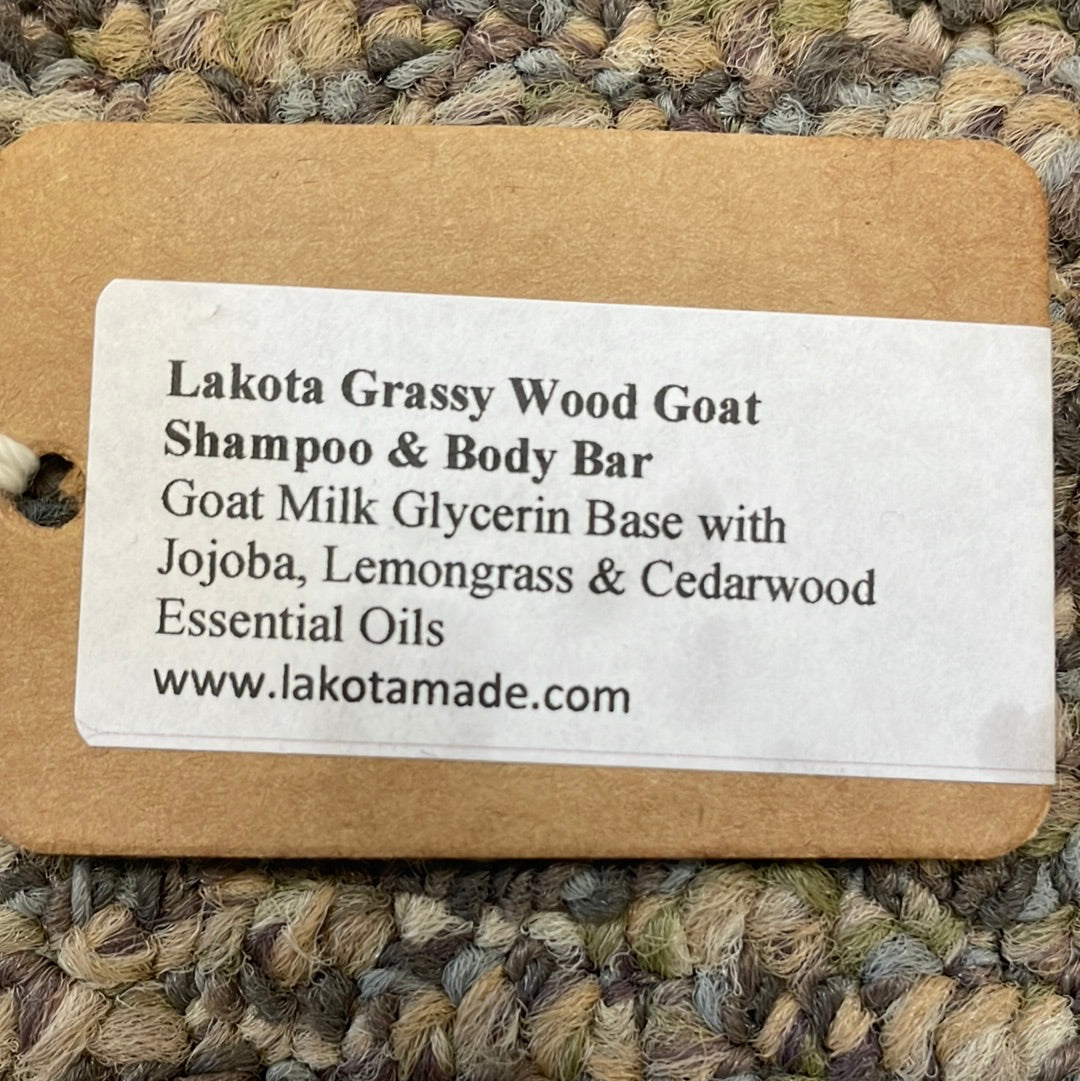 Lakota Grassy Wood Goat
Shampoo & Body Bar
Goat Milk Glycerin Base with
Jojoba, Lemongrass & Cedarwood
Essential Oils
www.lakotamade.com